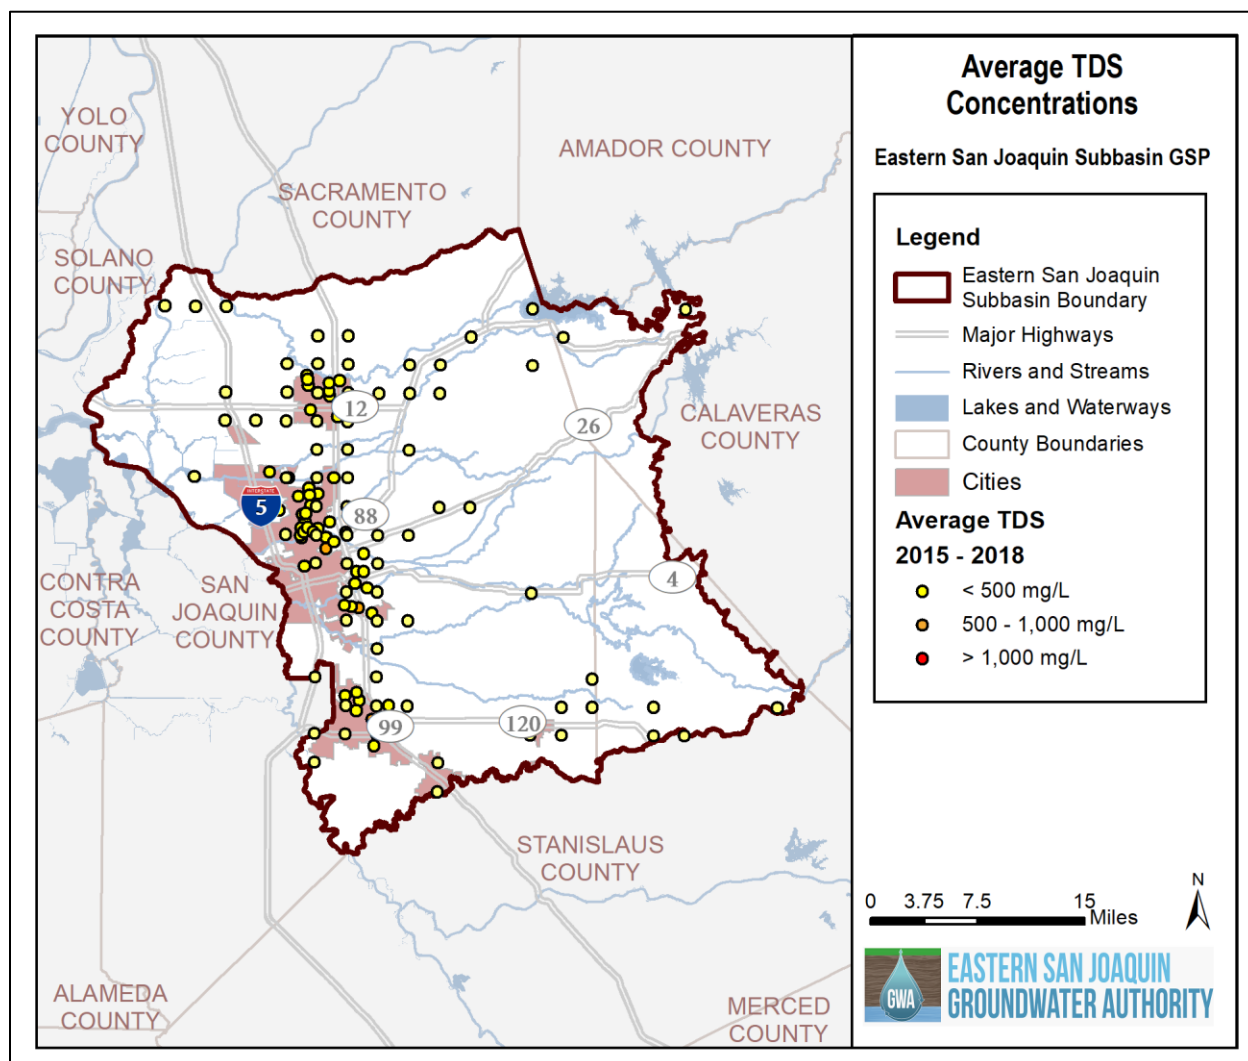 YOLO
COUNTY
AMADOR COUNTY
SACRAMENTO
COUNTY
SOLANO
COUNTY
12
26
CALAVERAS
COUNTY
INTERSTATE
5
88
CONTRA
COSTA
COUNTY
SAN
JOAQUIN
COUNTY
4
99
120
STANISLAUS
COUNTY
ALAMEDA
COUNTY
MERCED
COUNTY
Average TDS
Concentrations
Eastern San Joaquin Subbasin GSP
Legend
Eastern San Joaquin
Subbasin Boundary
Major Highways
Rivers and Streams
Lakes and Waterways
County Boundaries
Cities
Average TDS
2015 - 2018
< 500 mg/L
500 - 1,000 mg/L
> 1,000 mg/L
N
0 3.75 7.5 15
Miles
GWA
EASTERN SAN JOAQUIN
GROUNDWATER AUTHORITY